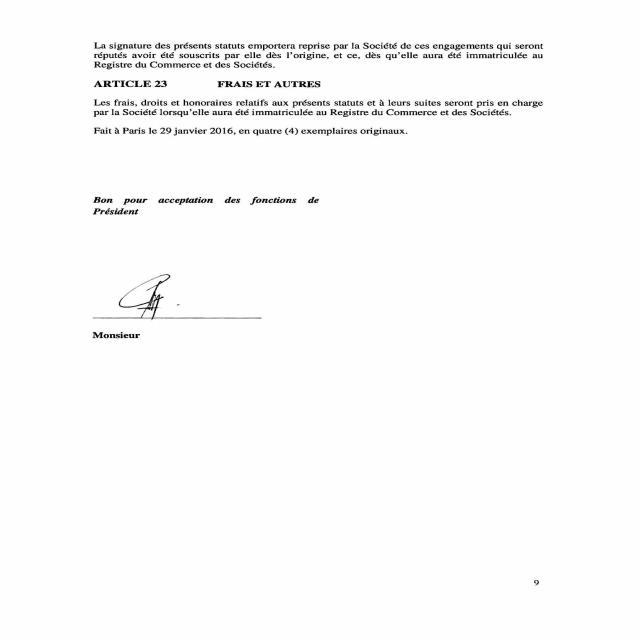 La signature des présents statuts emportera reprise par la Société de ces engagements qui seront
réputés avoir été souscrits par elle dès l'origine, et ce, dès qu'elle aura été immatriculée au
Registre du Commerce et des Sociétés.
ARTICLE 23 FRAIS ET AUTRES
Les frais, droits et honoraires relatifs aux présents statuts et à leurs suites seront pris en charge
par la Société lorsqu'elle aura été immatriculée au Registre du Commerce et des Sociétés.
Fait à Paris le 29 janvier 2016, en quatre (4) exemplaires originaux.
Bon pour acceptation des fonctions de
Président
Monsieur
9